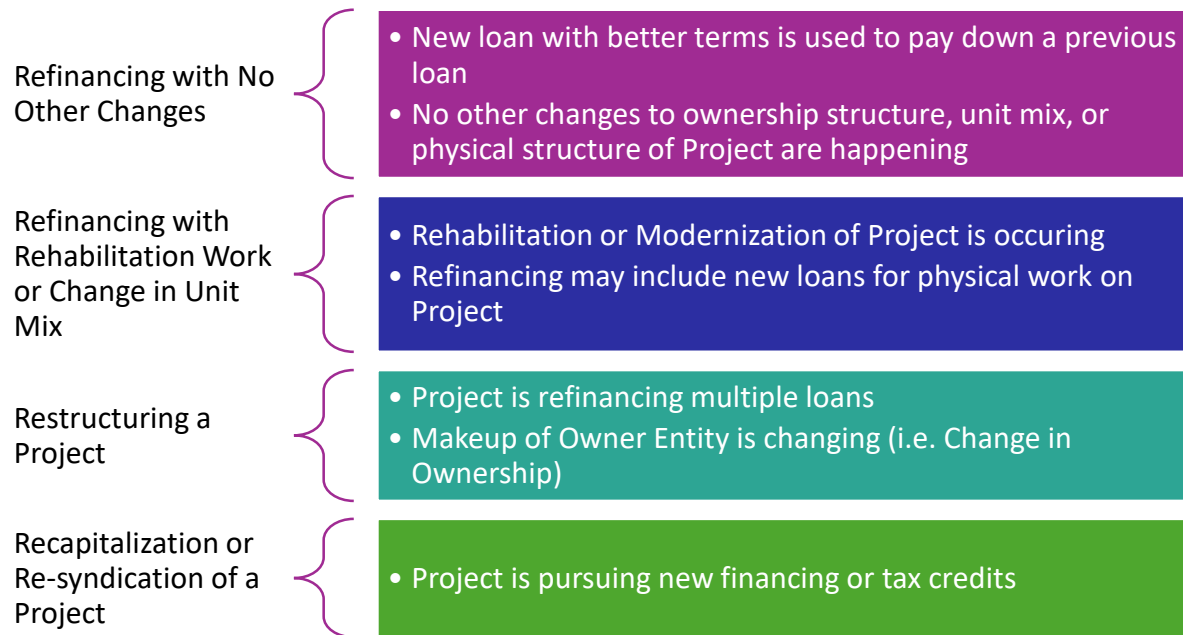 Refinancing with No
Other Changes
• New loan with better terms is used to pay down a previous
loan
• No other changes to ownership structure, unit mix, or
physical structure of Project are happening
Refinancing with
Rehabilitation Work
or Change in Unit
Mix
• Rehabilitation or Modernization of Project is occuring
• Refinancing may include new loans for physical work on
Project
Restructuring a
Project
• Project is refinancing multiple loans
• Makeup of Owner Entity is changing (i.e. Change in
Ownership)
Recapitalization or
Re-syndication of a
Project
• Project is pursuing new financing or tax credits